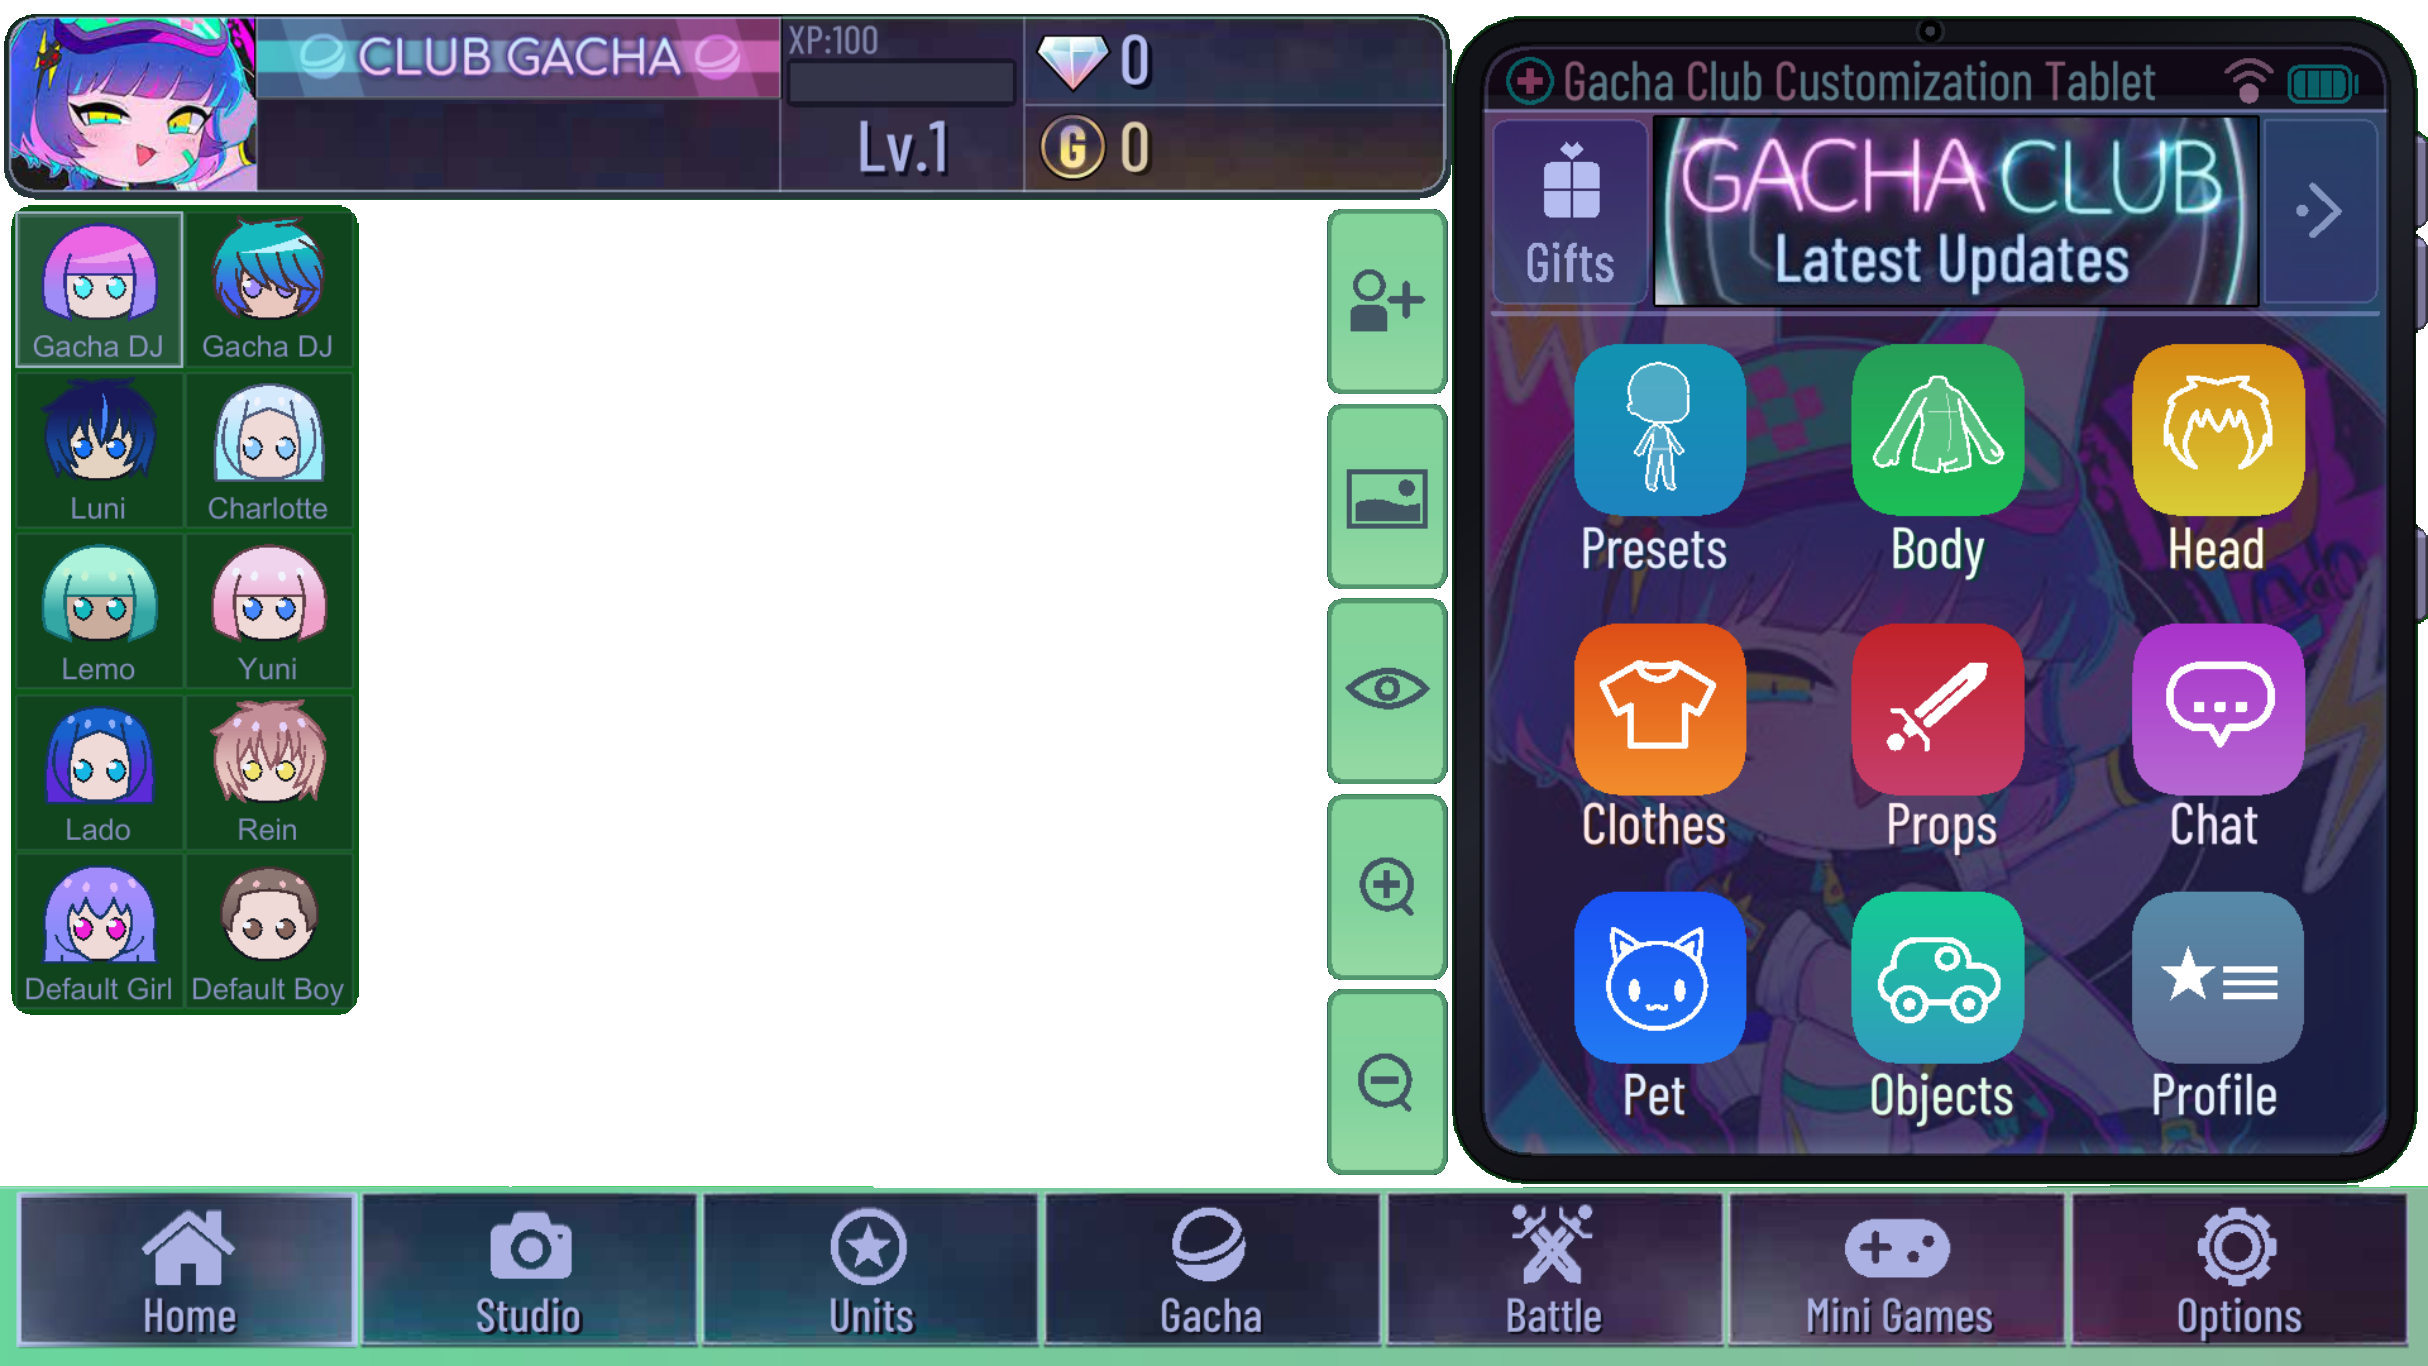 CLUB GACHA
XP:100
Lv.1
0
G 0
Gacha DJ
Gacha DJ
Luni
Charlotte
Lemo
Yuni
Lado
Rein
Default Girl
Default Boy
Gacha Club Customization Tablet
Gifts
GACHA CLUB
Latest Updates
Presets
Body
Head
Clothes
Props
Chat
Pet
Objects
Profile
Home
Studio
Units
Gacha
Battle
Mini Games
Options